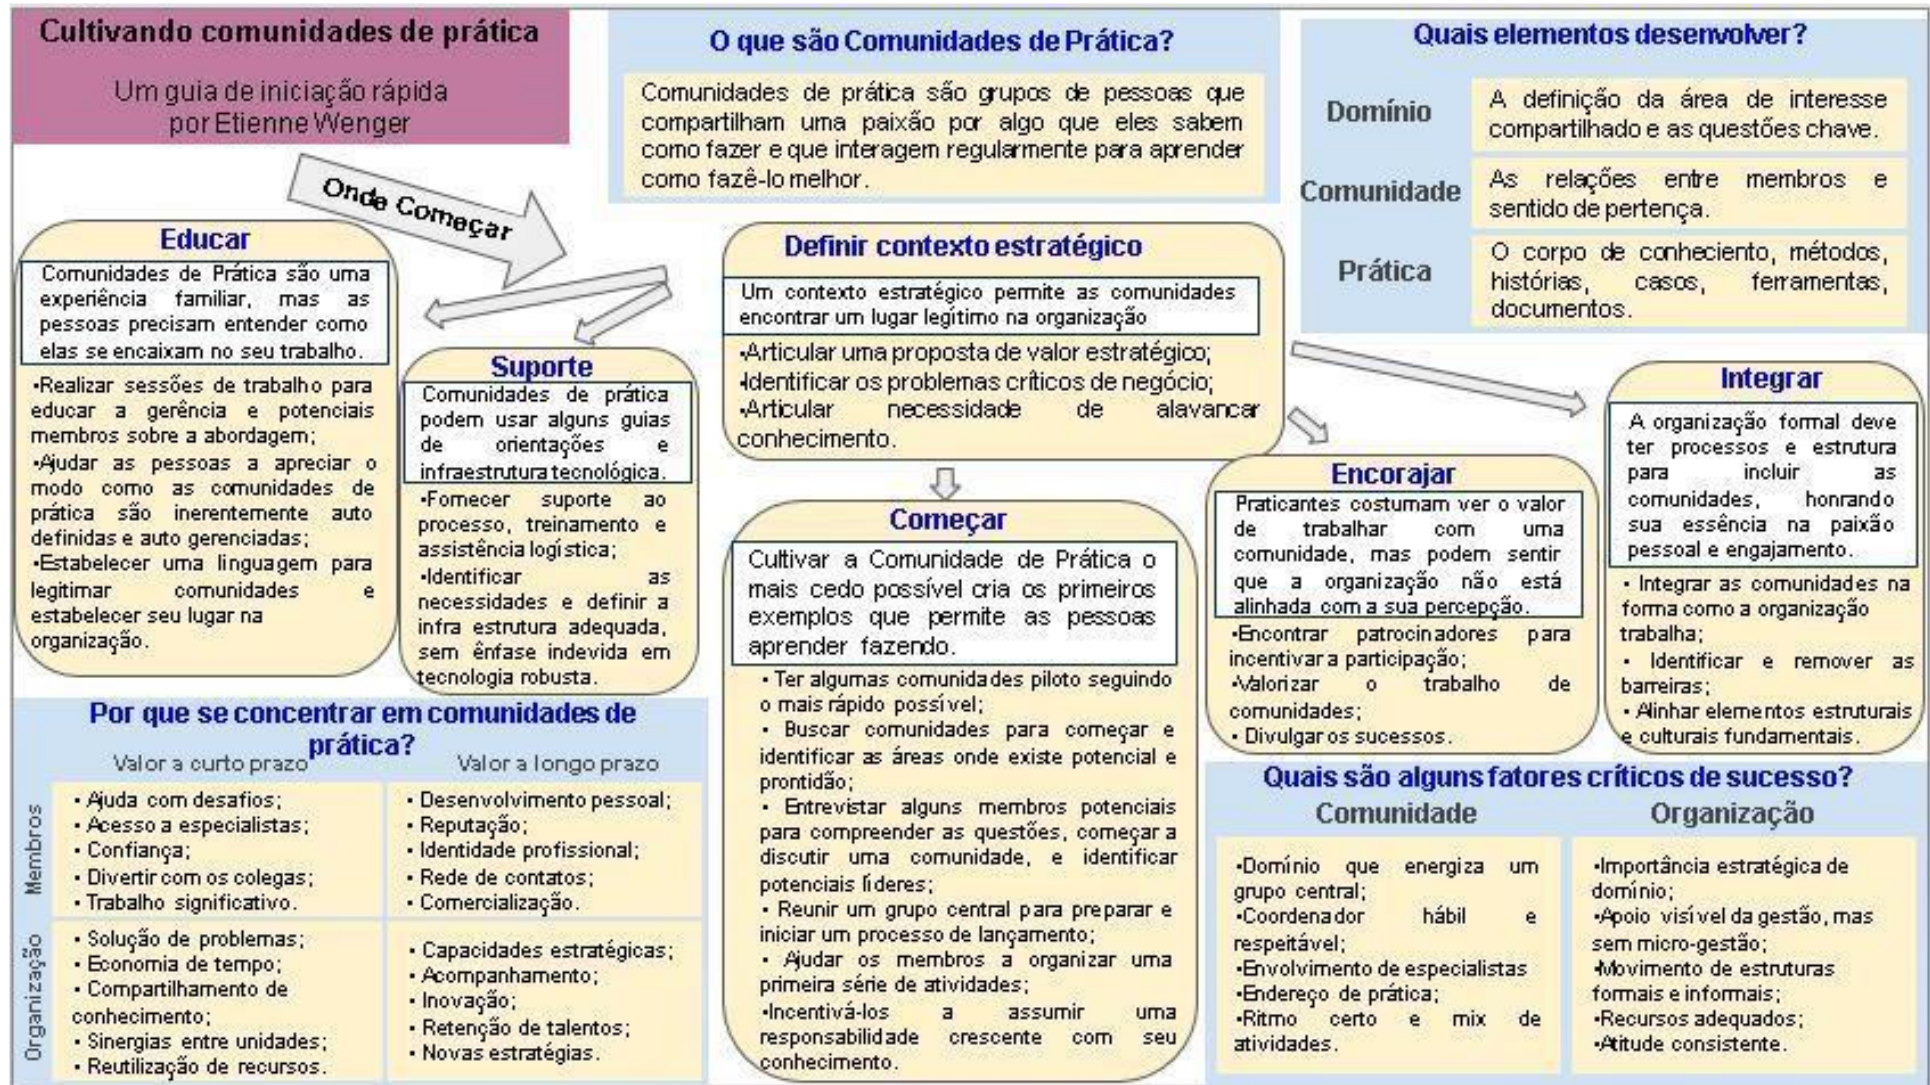 Cultivando comunidades de prática
Um guia de iniciação rápida
por Etienne Wenger
O que são Comunidades de Prática?
Comunidades de prática são grupos de pessoas que
compartilham uma paixão por algo que eles sabem
como fazer e que interagem regularmente para aprender
como fazê-lo melhor.
Quais elementos desenvolver?
Domínio
A definição da área de interesse
compartilhado e as questões chave.
Comunidade
As relações entre membros e
sentido de pertença.
Prática
O corpo de conheciento, métodos,
histórias, casos, ferramentas,
documentos.
Onde Começar
Educar
Comunidades de Prática são uma
experiência familiar, mas as
pessoas precisam entender como
elas se encaixam no seu trabalho.
•Realizar sessões de trabalho para
educar a gerência e potenciais
membros sobre a abordagem;
•Ajudar as pessoas a apreciar o
modo como as comunidades de
prática são inerentemente auto
definidas e auto gerenciadas;
•Estabelecer uma linguagem para
legitimar comunidades e
estabelecer seu lugar na
organização.
Suporte
Comunidades de prática
podem usar alguns guias
de orientações e
infraestrutura tecnológica.
•Fornecer suporte ao
processo, treinamento e
assistência logística;
•Identificar as
necessidades e definir a
infra estrutura adequada,
sem ênfase indevida em
tecnologia robusta.
Definir contexto estratégico
Um contexto estratégico permite as comunidades
encontrar um lugar legítimo na organização
•Articular uma proposta de valor estratégico;
•Identificar os problemas críticos de negócio;
•Articular necessidade de alavancar
conhecimento.
Começar
Cultivar a Comunidade de Prática o
mais cedo possível cria os primeiros
exemplos que permite as pessoas
aprender fazendo.
• Ter algumas comunidades piloto seguindo
o mais rápido possível;
• Buscar comunidades para começar e
identificar as áreas onde existe potencial e
prontidão;
• Entrevistar alguns membros potenciais
para compreender as questões, começar a
discutir uma comunidade, e identificar
potenciais líderes;
• Reunir um grupo central para preparar e
iniciar um processo de lançamento;
• Ajudar os membros a organizar uma
primeira série de atividades;
•Incentivá-los a assumir uma
responsabilidade crescente com seu
conhecimento.
Encorajar
Praticantes costumam ver o valor
de trabalhar com uma
comunidade, mas podem sentir
que a organização não está
alinhada com a sua percepção.
•Encontrar patrocinadores para
incentivar a participação;
•Valorizar o trabalho de
comunidades;
• Divulgar os sucessos.
Integrar
A organização formal deve
ter processos e estrutura
para incluir as
comunidades, honrando
sua essência na paixão
pessoal e engajamento.
• Integrar as comunidades na
forma como a organização
trabalha;
• Identificar e remover as
barreiras;
• Alinhar elementos estruturais
e culturais fundamentais.
Por que se concentrar em comunidades de
prática?
Valor a curto prazo
Valor a longo prazo
Membros
• Ajuda com desafios;
• Acesso a especialistas;
• Confiança;
• Divertir com os colegas;
• Trabalho significativo.
• Desenvolvimento pessoal;
• Reputação;
• Identidade profissional;
• Rede de contatos;
• Comercialização.
Organização
• Solução de problemas;
• Economia de tempo;
• Compartilhamento de
conhecimento;
• Sinergias entre unidades;
• Reutilização de recursos.
• Capacidades estratégicas;
• Acompanhamento;
• Inovação;
• Retenção de talentos;
• Novas estratégias.
Quais são alguns fatores críticos de sucesso?
Comunidade
•Domínio que energiza um
grupo central;
•Coordenador hábil e
respeitável;
•Envolvimento de especialistas
•Endereço de prática;
•Ritmo certo e mix de
atividades.
Organização
•Importância estratégica de
domínio;
•Apoio visível da gestão, mas
sem micro-gestão;
•Movimento de estruturas
formais e informais;
•Recursos adequados;
•Atitude consistente.